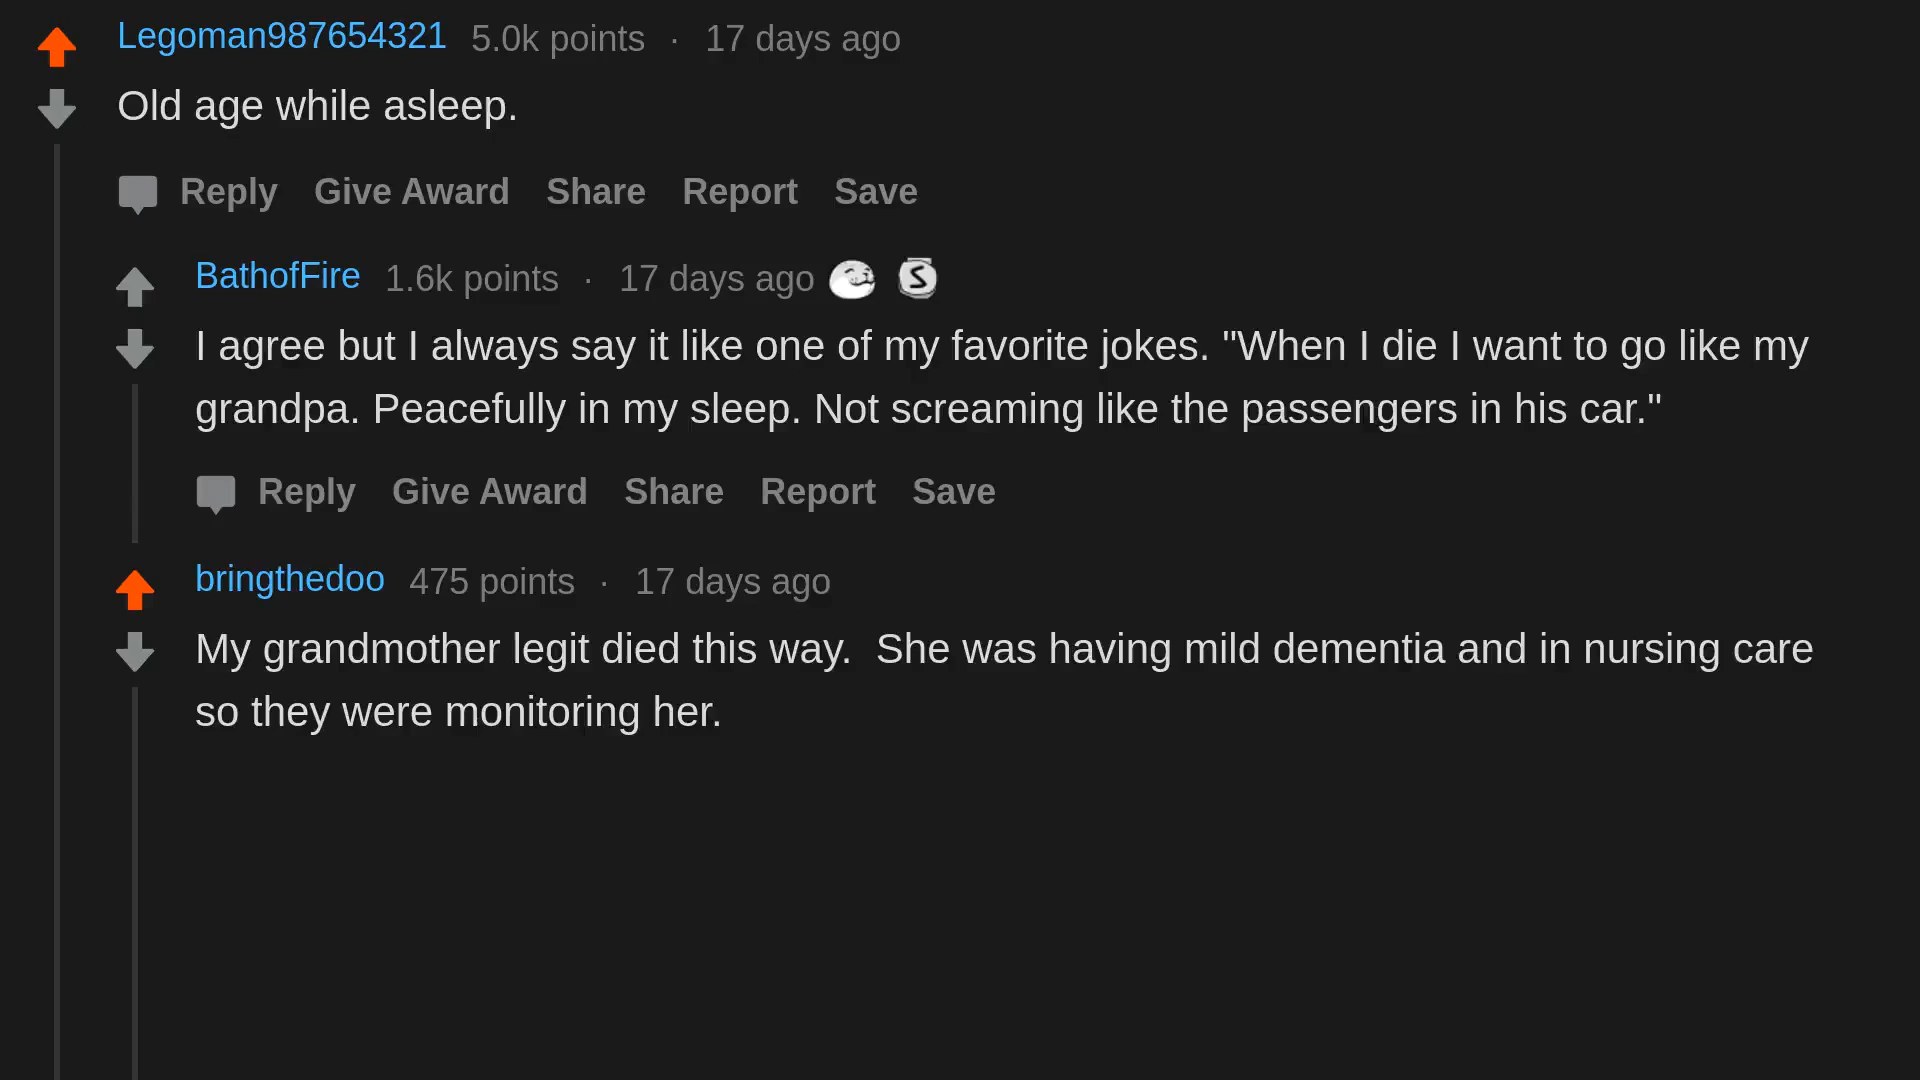 Legoman987654321 5.0k points · 17 days ago
Old age while asleep.
Reply Give Award Share Report Save
BathofFire 1.6k points · 17 days ago S
I agree but I always say it like one of my favorite jokes. "When I die I want to go like my
grandpa. Peacefully in my sleep. Not screaming like the passengers in his car."
Reply Give Award Share Report Save
bringthedoo 475 points · 17 days ago
My grandmother legit died this way.  She was having mild dementia and in nursing care
so they were monitoring her.